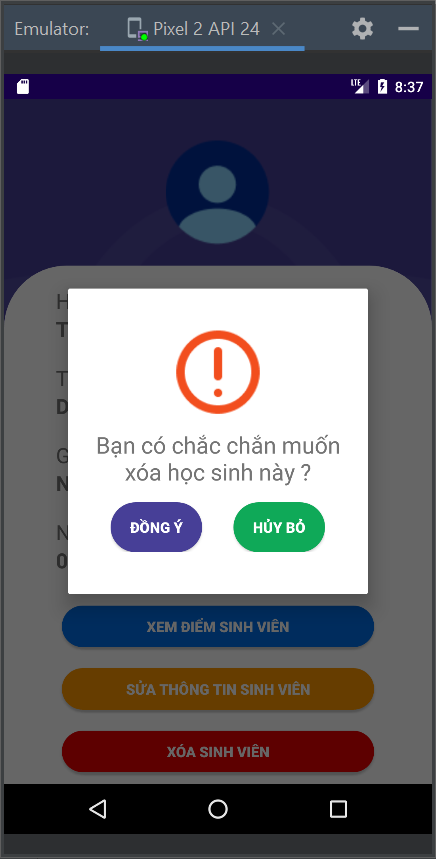 Emulator: Pixel 2 API 24
LTE 8:37
H
T
T
D
G
N
N
0
Bạn có chắc chắn muốn
xóa học sinh này ?
ĐỒNG Ý HỦY BỎ
XEM ĐIỂM SINH VIÊN
SỬA THÔNG TIN SINH VIÊN
XÓA SINH VIÊN